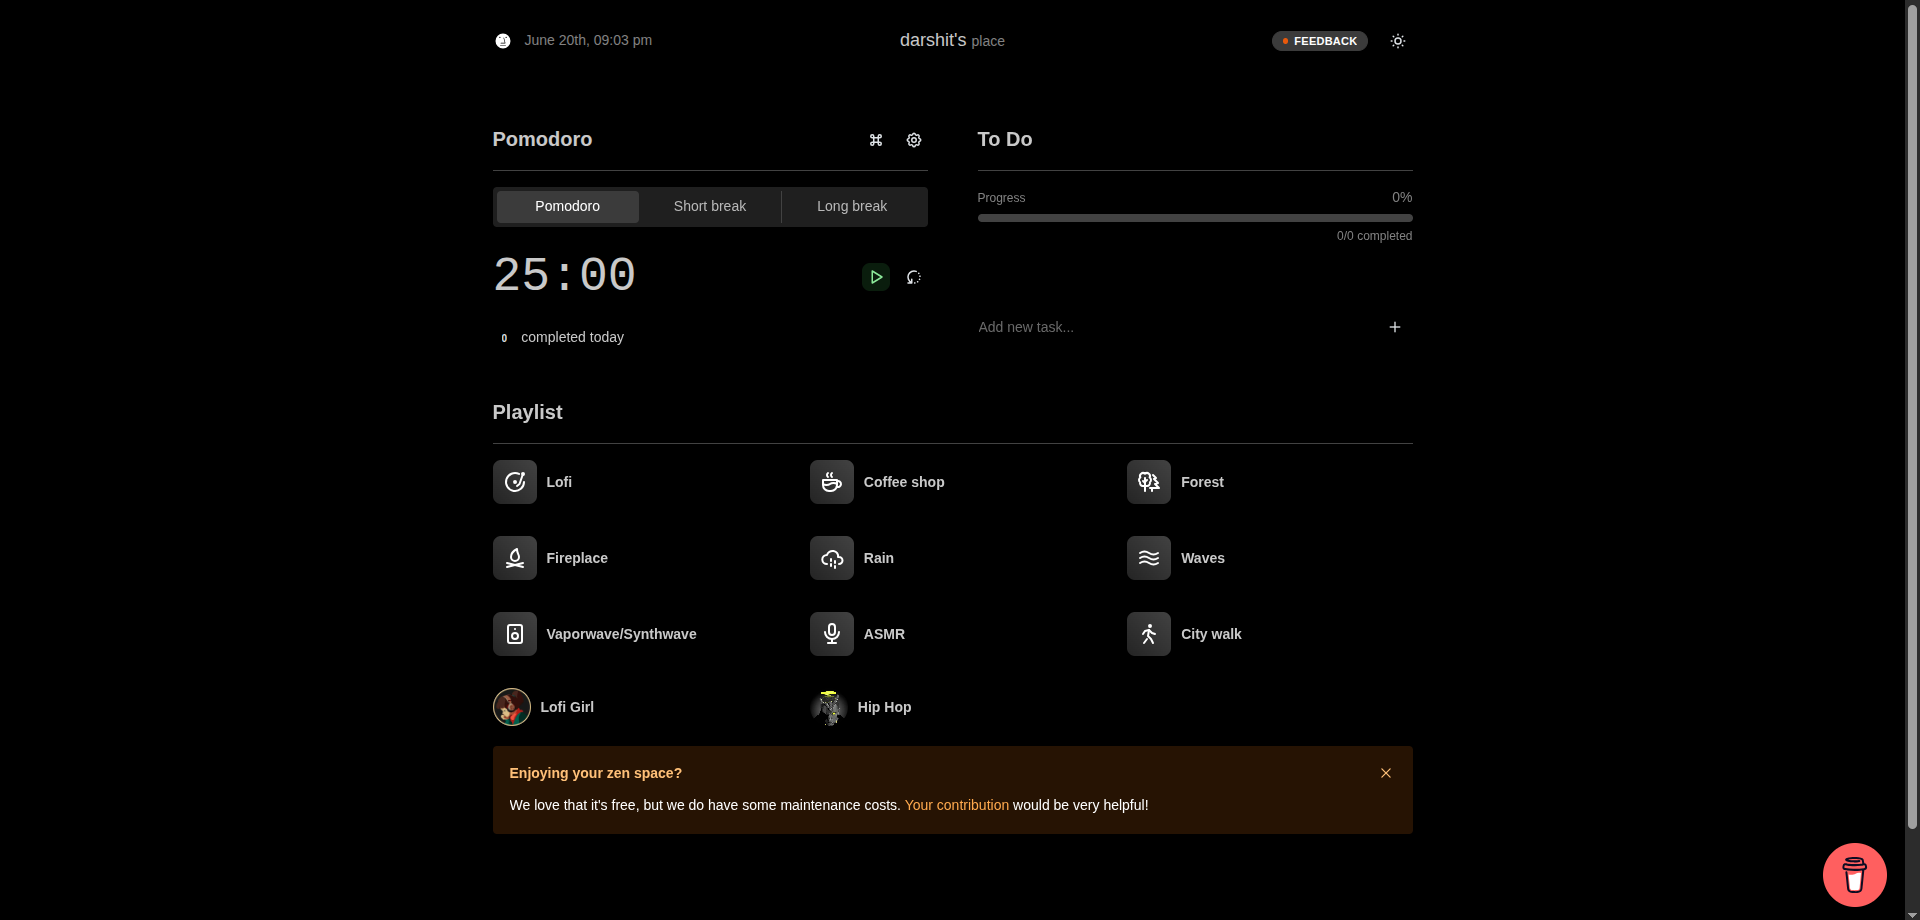 June 20th, 09:03 pm
darshit's place
FEEDBACK
Pomodoro
Pomodoro
Short break
Long break
25:00
0 completed today
To Do
Progress
0%
0/0 completed
Add new task...
Playlist
Lofi
Coffee shop
Forest
Fireplace
Rain
Waves
Vaporwave/Synthwave
ASMR
City walk
Lofi Girl
Hip Hop
Enjoying your zen space?
We love that it's free, but we do have some maintenance costs. Your contribution would be very helpful!